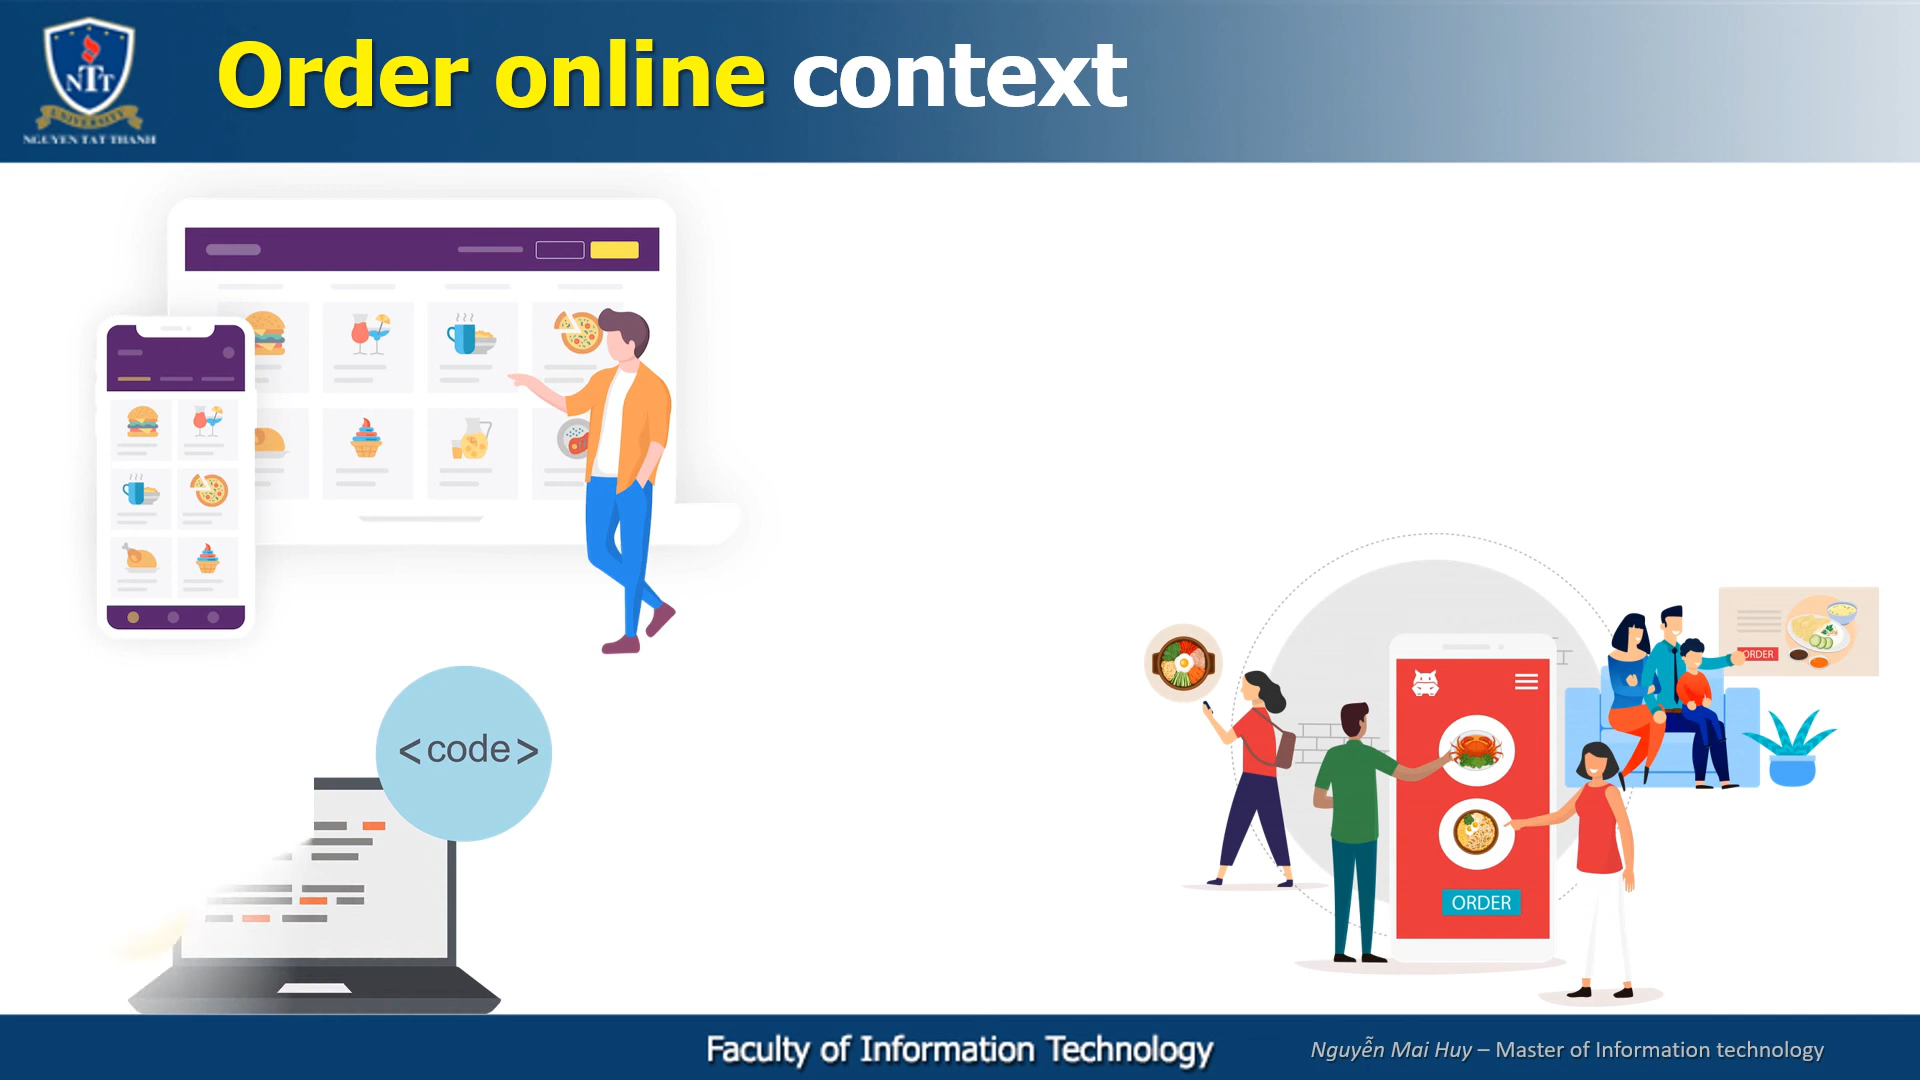 Order online context
NTT
UNIVERSITY
NGUYEN TAT THANH
<code>
ORDER
ORDER
Faculty of Information Technology
Nguyễn Mai Huy – Master of Information technology